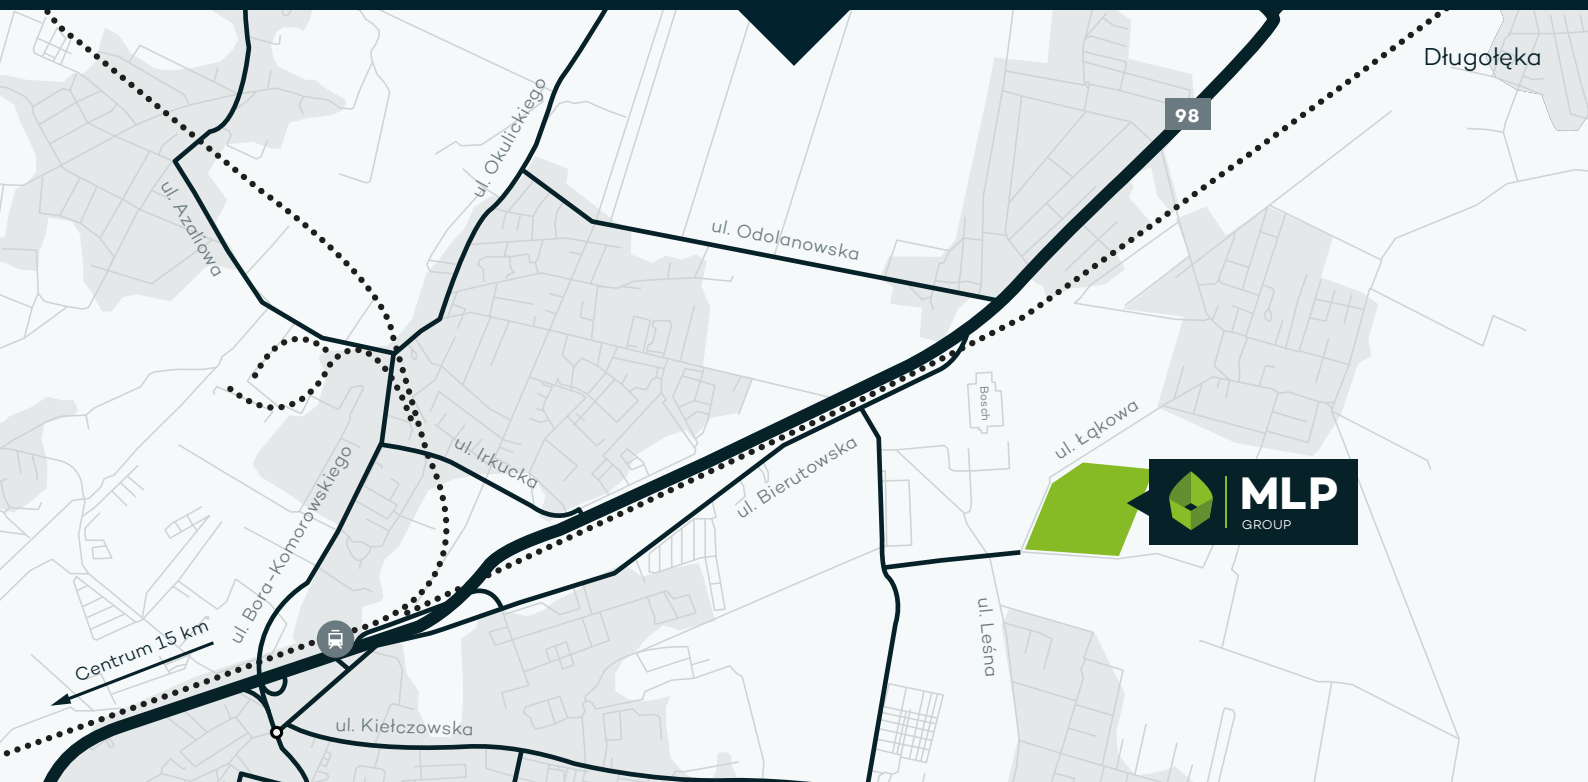 Długołęka
98
ul. Okulickiego
ul. Azaliowa
ul. Odolanowska
Bosch
ul. Łąkowa
ul. Irkucka
ul. Bierutowska
MLP
GROUP
ul. Bora-Komorowskiego
ul. Leśna
Centrum 15 km
ul. Kiełczowska